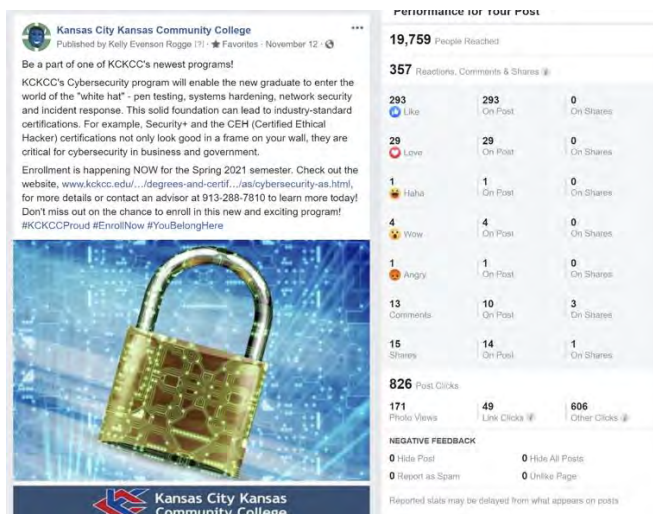 Kansas City Kansas Community College
Published by Kelly Evenson Rogge [?] · Favorites · November 12 ·
Be a part of one of KCKCC's newest programs!
KCKCC's Cybersecurity program will enable the new graduate to enter the
world of the "white hat" - pen testing, systems hardening, network security
and incident response. This solid foundation can lead to industry-standard
certifications. For example, Security+ and the CEH (Certified Ethical
Hacker) certifications not only look good in a frame on your wall, they are
critical for cybersecurity in business and government.
Enrollment is happening NOW for the Spring 2021 semester. Check out the
website, www.kckcc.edu/.../degrees-and-certif.../as/cybersecurity-as.html,
for more details or contact an advisor at 913-288-7810 to learn more today!
Don't miss out on the chance to enroll in this new and exciting program!
#KCKCCProud #EnrollNow #YouBelongHere
Kansas City Kansas
Community College
Performance for Your Post
19,759 People Reached
357 Reactions, Comments & Shares
293 293 0
Like On Post On Shares
29 29 0
Love On Post On Shares
1 1 0
Haha On Post On Shares
4 4 0
Wow On Post On Shares
1 1 0
Angry On Post On Shares
13 10 3
Comments On Post On Shares
15 14 1
Shares On Post On Shares
826 Post Clicks
171 49 606
Photo Views Link Clicks Other Clicks
NEGATIVE FEEDBACK
0 Hide Post 0 Hide All Posts
0 Report as Spam 0 Unlike Page
Reported stats may be delayed from what appears on posts